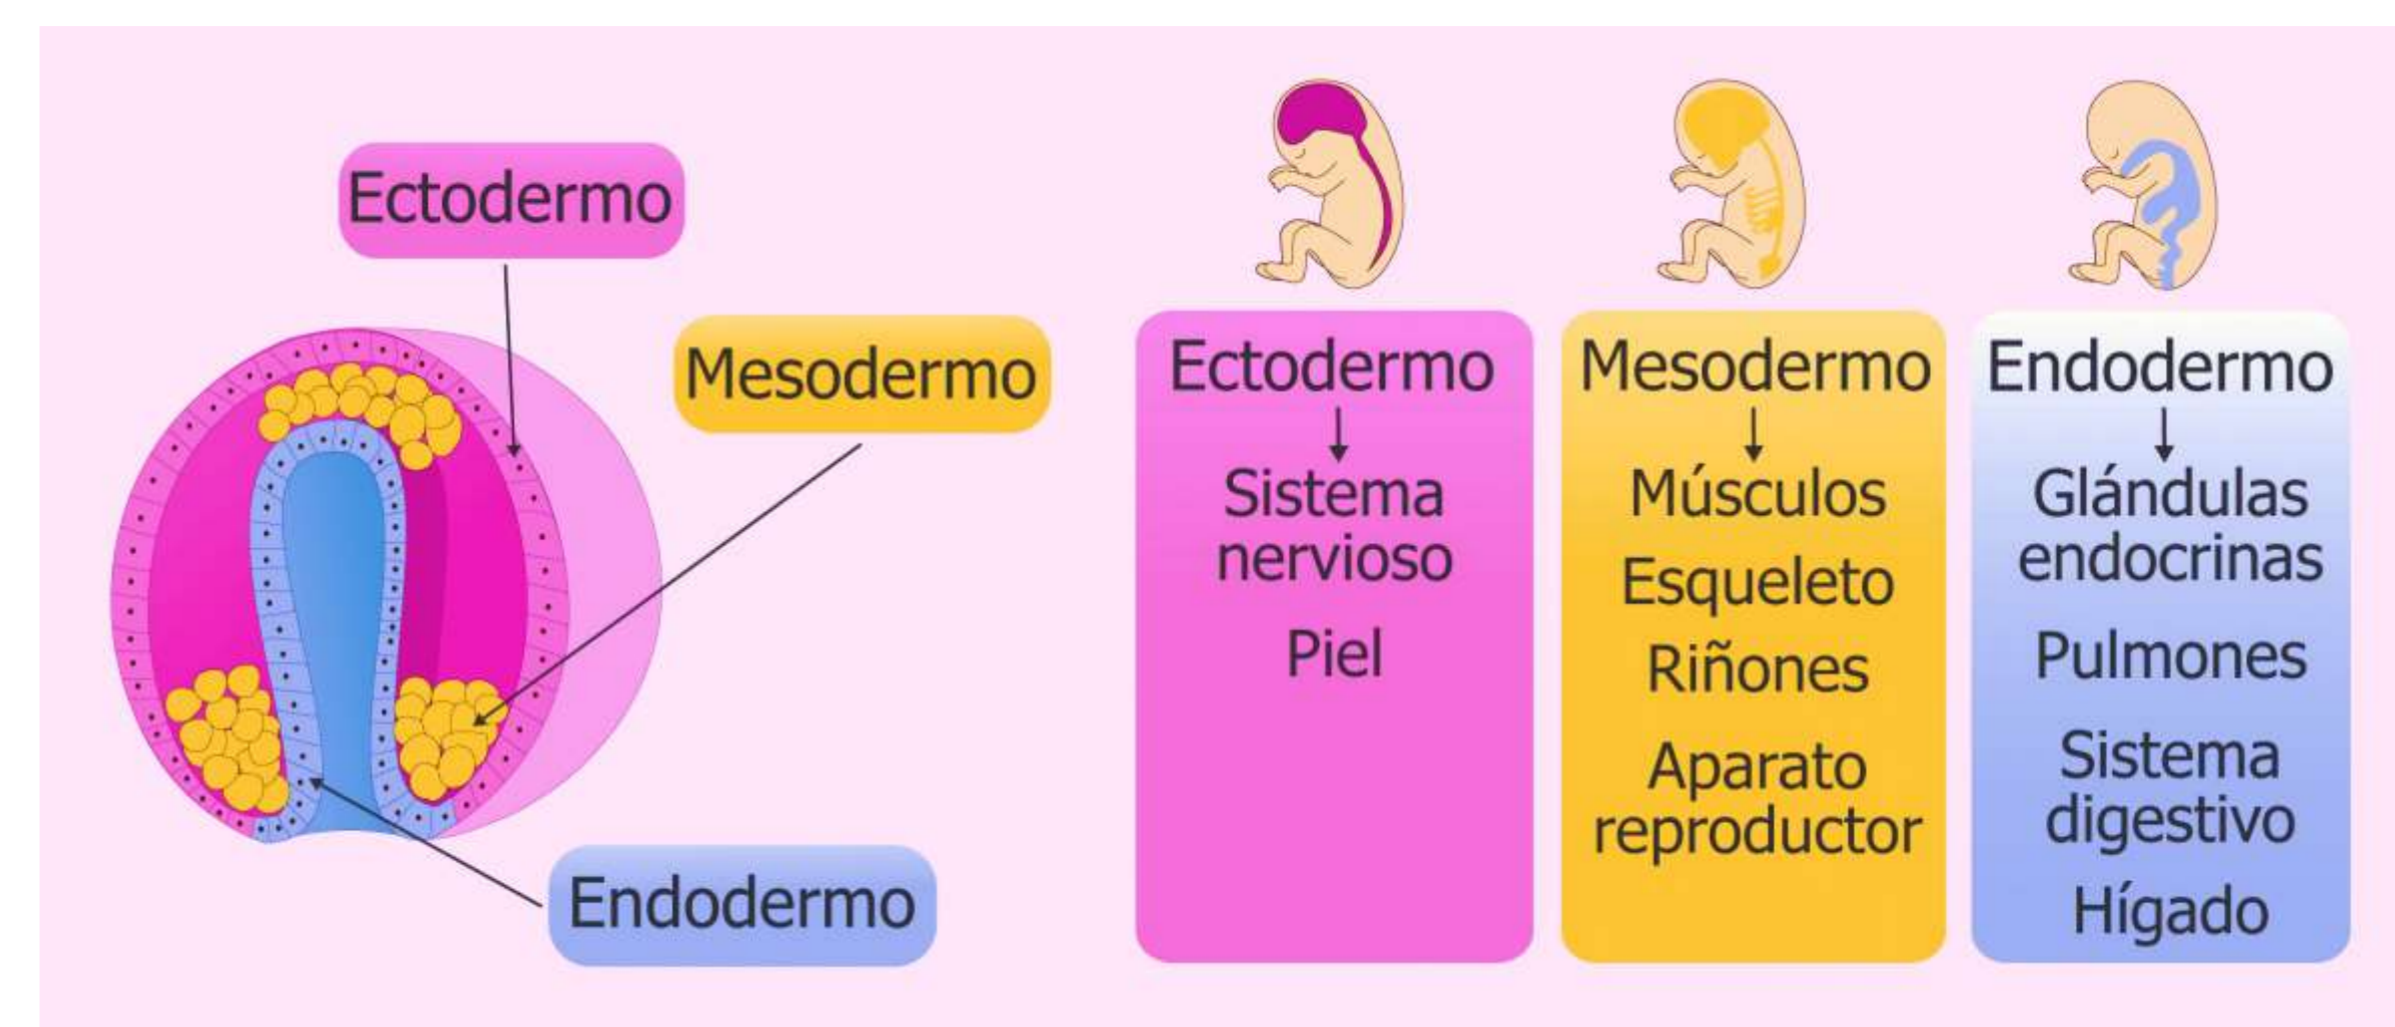 Ectodermo
Mesodermo
Endodermo
Ectodermo
Sistema
nervioso
Piel
Mesodermo
Músculos
Esqueleto
Riñones
Aparato
reproductor
Endodermo
Glándulas
endocrinas
Pulmones
Sistema
digestivo
Hígado